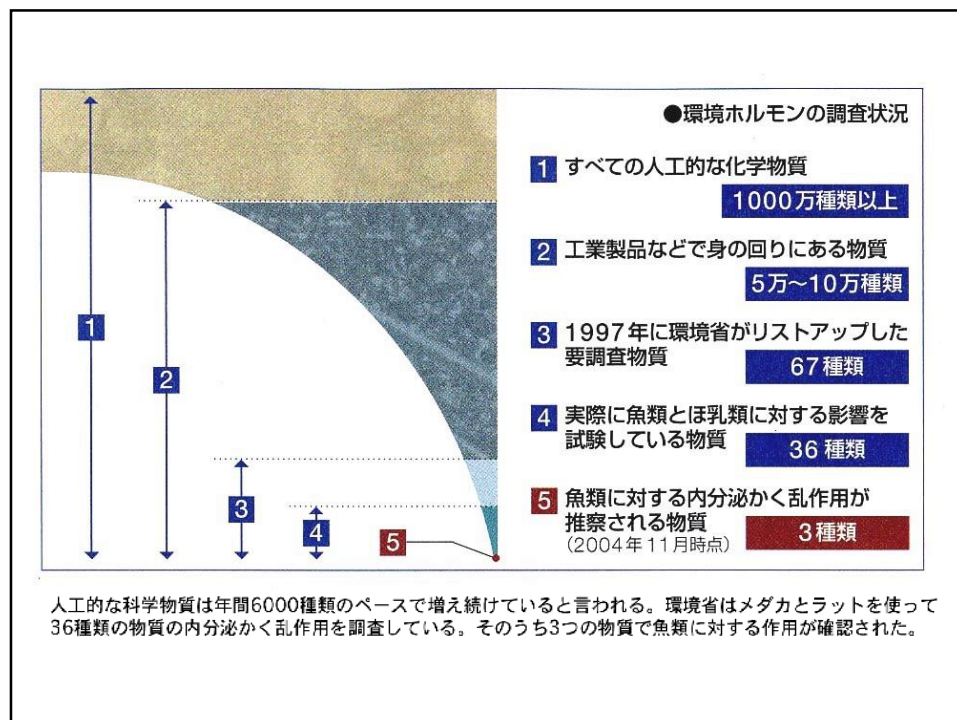 ●環境ホルモンの調査状況
1 すべての人工的な化学物質
1000万種類以上
2 工業製品などで身の回りにある物質
5万〜10万種類
3 1997年に環境省がリストアップした
要調査物質
67種類
4 実際に魚類とほ乳類に対する影響を
試験している物質
36種類
5 魚類に対する内分泌かく乱作用が
推察される物質
(2004年11月時点)
3種類
1
2
3
4
5
人工的な科学物質は年間6000種類のペースで増え続けていると言われる。環境省はメダカとラットを使って
36種類の物質の内分泌かく乱作用を調査している。そのうち3つの物質で魚類に対する作用が確認された。